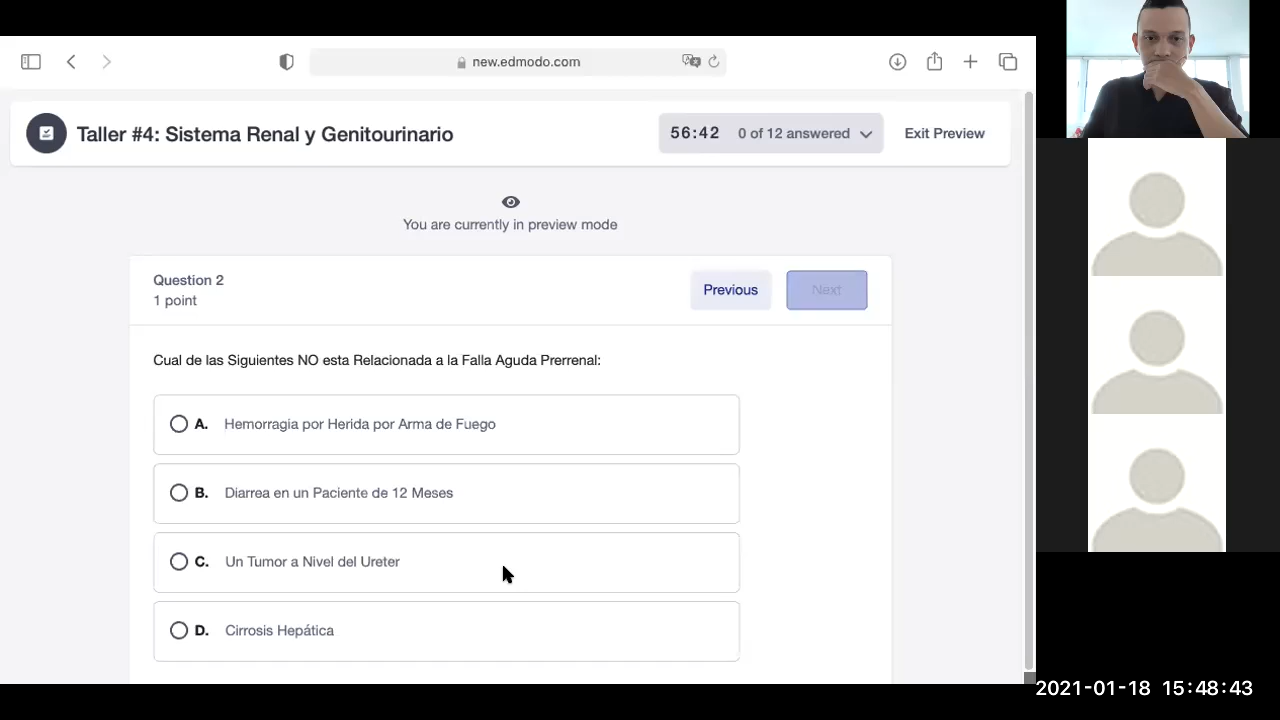 new.edmodo.com
Taller #4: Sistema Renal y Genitourinario
56:42 0 of 12 answered
Exit Preview
You are currently in preview mode
Question 2
1 point
Previous
Next
Cual de las Siguientes NO esta Relacionada a la Falla Aguda Prerrenal:
A. Hemorragia por Herida por Arma de Fuego
B. Diarrea en un Paciente de 12 Meses
C. Un Tumor a Nivel del Ureter
D. Cirrosis Hepática
2021-01-18 15:48:43